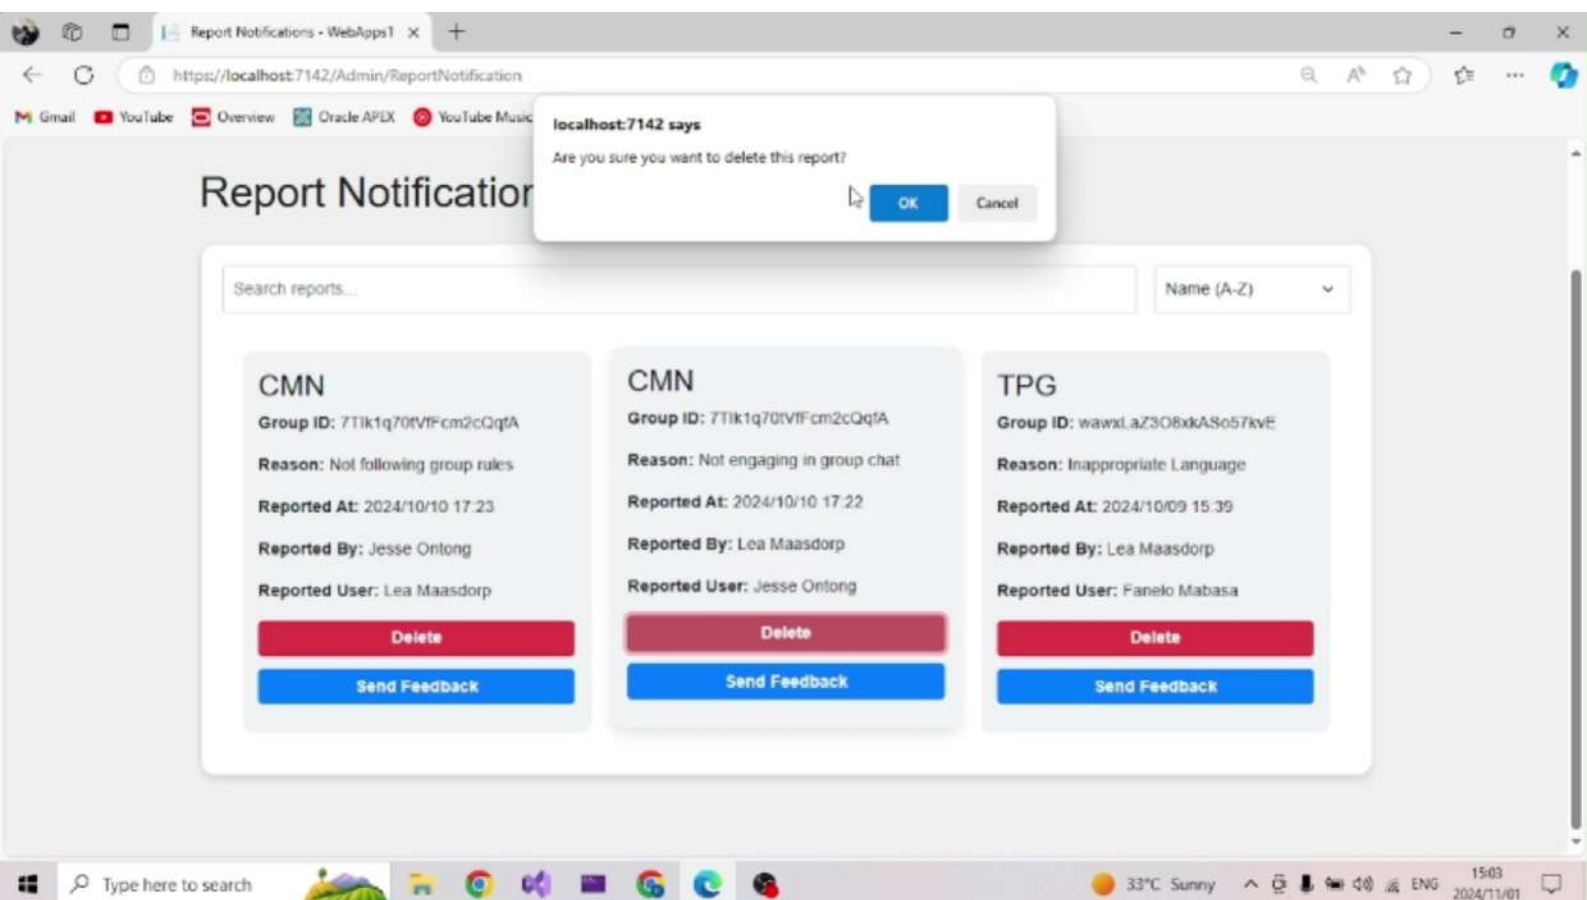 Report Notifications - WebApps1
https://localhost:7142/Admin/ReportNotification
Gmail YouTube Overview Oracle APEX YouTube Music
localhost:7142 says
Are you sure you want to delete this report?
OK Cancel
Report Notification
Search reports...
Name (A-Z)
CMN
Group ID:
Reason: Not following group rules
Reported At: 2024/10/10 17:23
Reported By: Jesse Ontong
Reported User: Lea Maasdorp
Delete
Send Feedback
CMN
Group ID:
Reason: Not engaging in group chat
Reported At: 2024/10/10 17:22
Reported By: Lea Maasdorp
Reported User: Jesse Ontong
Delete
Send Feedback
TPG
Group ID:
Reason: Inappropriate Language
Reported At: 2024/10/09 15:39
Reported By: Lea Maasdorp
Reported User: Fanelo Mabasa
Delete
Send Feedback
Type here to search
33°C Sunny
ENG
15:03
2024/11/01